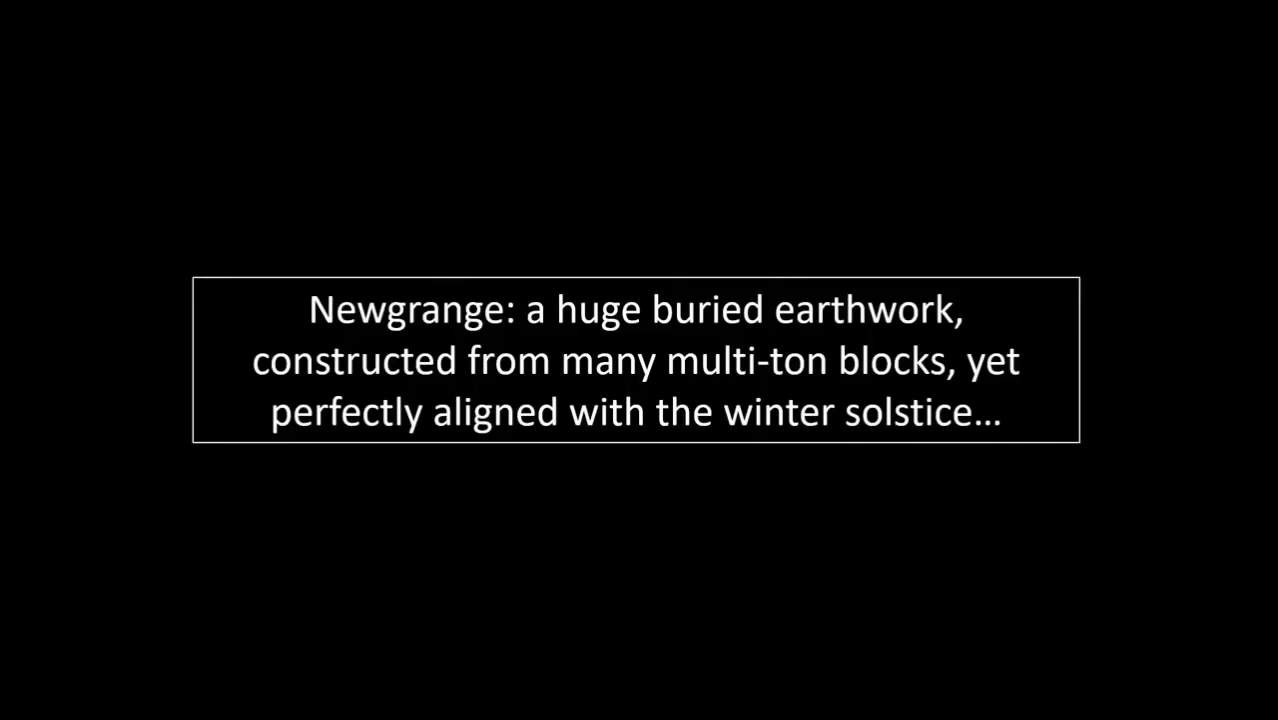 Newgrange: a huge buried earthwork,
constructed from many multi-ton blocks, yet
perfectly aligned with the winter solstice…